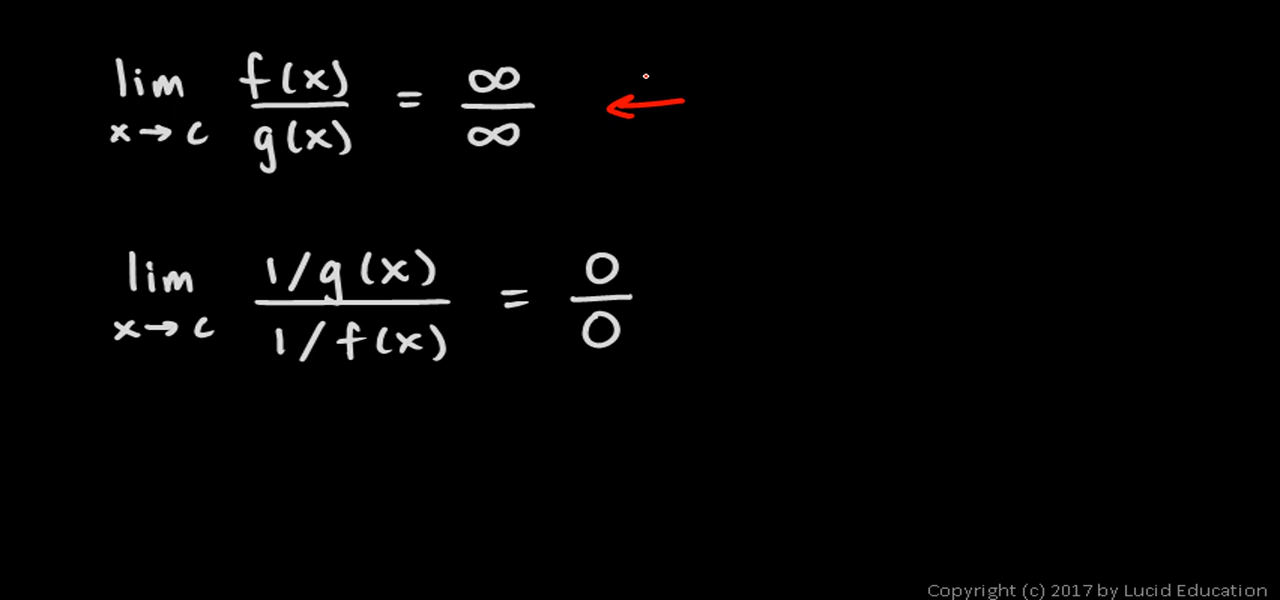 lim x→c f(x)/g(x) = ∞/∞
lim x→c (1/g(x))/(1/f(x)) = 0/0
Copyright (c) 2017 by Lucid Education